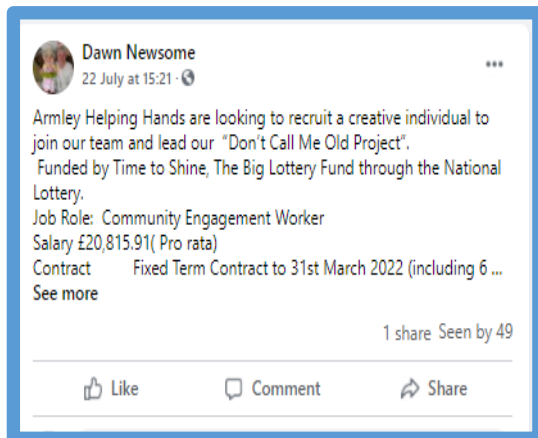 Dawn Newsome
22 July at 15:21 ·
Armley Helping Hands are looking to recruit a creative individual to
join our team and lead our "Don't Call Me Old Project".
Funded by Time to Shine, The Big Lottery Fund through the National
Lottery.
Job Role: Community Engagement Worker
Salary £20,815.91( Pro rata)
Contract Fixed Term Contract to 31st March 2022 (including 6 ...
See more
1 share Seen by 49
Like Comment Share